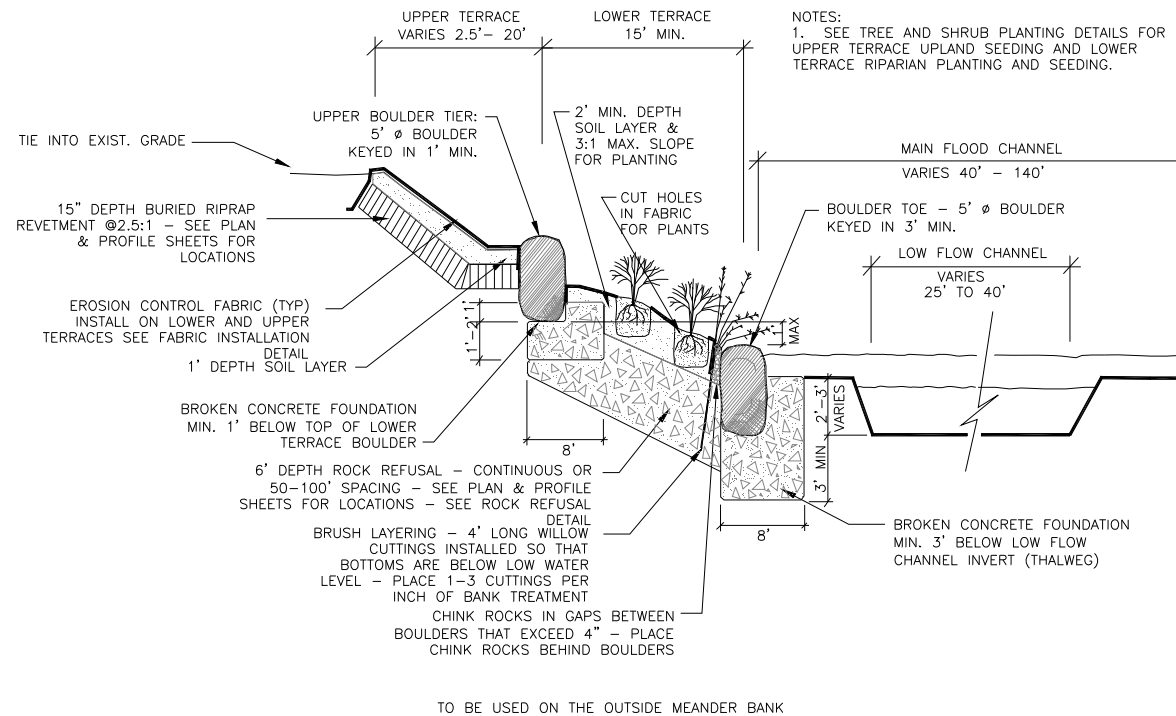 UPPER TERRACE
VARIES 2.5'– 20'
LOWER TERRACE
15' MIN.
NOTES:
1. SEE TREE AND SHRUB PLANTING DETAILS FOR
UPPER TERRACE UPLAND SEEDING AND LOWER
TERRACE RIPARIAN PLANTING AND SEEDING.
UPPER BOULDER TIER:
5' ø BOULDER
KEYED IN 1' MIN.
2' MIN. DEPTH
SOIL LAYER &
3:1 MAX. SLOPE
FOR PLANTING
TIE INTO EXIST. GRADE
MAIN FLOOD CHANNEL
VARIES 40' – 140'
CUT HOLES
IN FABRIC
FOR PLANTS
15" DEPTH BURIED RIPRAP
REVETMENT @2.5:1 – SEE PLAN
& PROFILE SHEETS FOR
LOCATIONS
BOULDER TOE – 5' ø BOULDER
KEYED IN 3' MIN.
LOW FLOW CHANNEL
VARIES
25' TO 40'
EROSION CONTROL FABRIC (TYP)
INSTALL ON LOWER AND UPPER
TERRACES SEE FABRIC INSTALLATION
DETAIL
1' DEPTH SOIL LAYER
1'
1'-2'
1'
MAX
BROKEN CONCRETE FOUNDATION
MIN. 1' BELOW TOP OF LOWER
TERRACE BOULDER
2'-3'
VARIES
8'
3' MIN
6' DEPTH ROCK REFUSAL – CONTINUOUS OR
50–100' SPACING – SEE PLAN & PROFILE
SHEETS FOR LOCATIONS – SEE ROCK REFUSAL
DETAIL
BRUSH LAYERING – 4' LONG WILLOW
CUTTINGS INSTALLED SO THAT
BOTTOMS ARE BELOW LOW WATER
LEVEL – PLACE 1–3 CUTTINGS PER
INCH OF BANK TREATMENT
8'
BROKEN CONCRETE FOUNDATION
MIN. 3' BELOW LOW FLOW
CHANNEL INVERT (THALWEG)
CHINK ROCKS IN GAPS BETWEEN
BOULDERS THAT EXCEED 4" – PLACE
CHINK ROCKS BEHIND BOULDERS
TO BE USED ON THE OUTSIDE MEANDER BANK